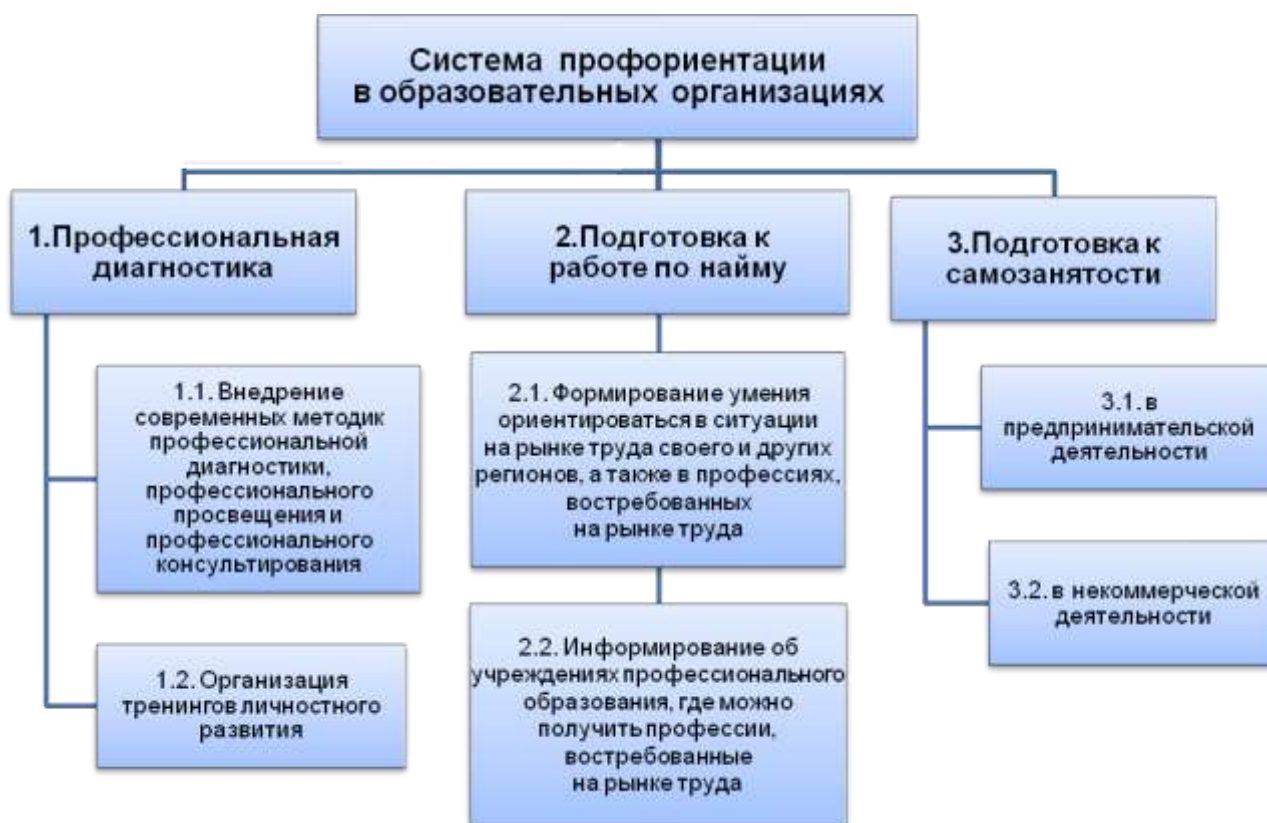 Система профориентации
в образовательных организациях
1.Профессиональная
диагностика
1.1. Внедрение
современных методик
профессиональной
диагностики,
профессионального
просвещения и
профессионального
консультирования
1.2. Организация
тренингов личностного
развития
2.Подготовка к
работе по найму
2.1. Формирование умения
ориентироваться в ситуации
на рынке труда своего и других
регионов, а также в профессиях,
востребованных
на рынке труда
2.2. Информирование об
учреждениях профессионального
образования, где можно
получить профессии,
востребованные
на рынке труда
3.Подготовка к
самозанятости
3.1. в
предпринимательской
деятельности
3.2. в некоммерческой
деятельности